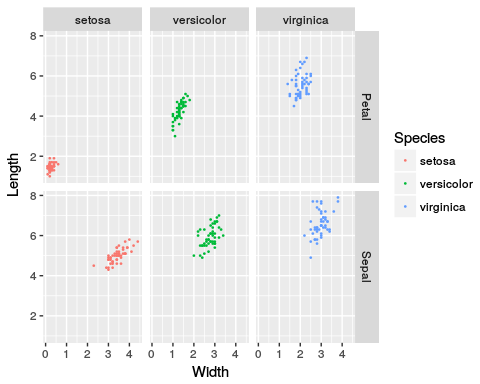 setosa versicolor virginica
8
6
4
2
Petal
8
6
4
2
Sepal
0 1 2 3 4 0 1 2 3 4 0 1 2 3 4
Width
Length
Species
setosa
versicolor
virginica